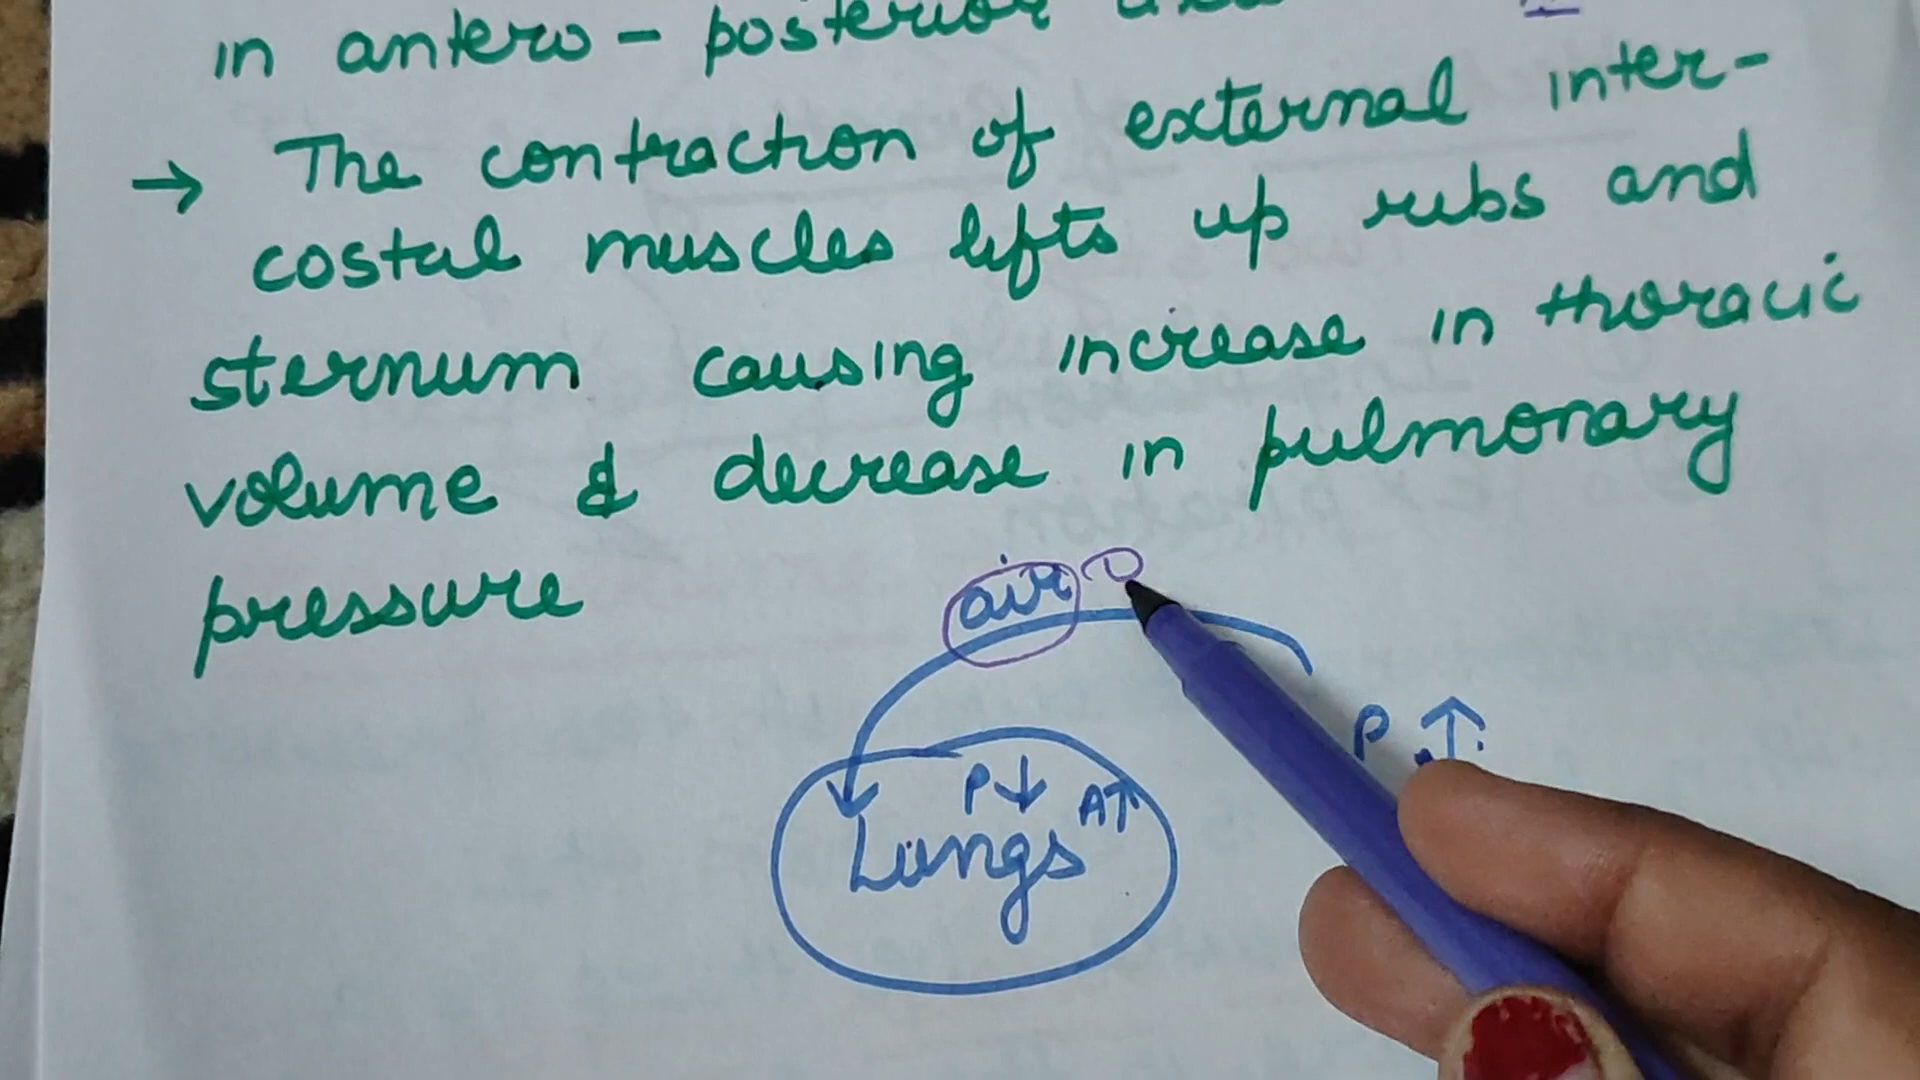 in antero - posterior
→ The contraction of external inter-
costal muscles lifts up ribs and
sternum causing increase in thoracic
volume & decrease in pulmonary
pressure
air
P ↑
P↓ A↑
Lungs